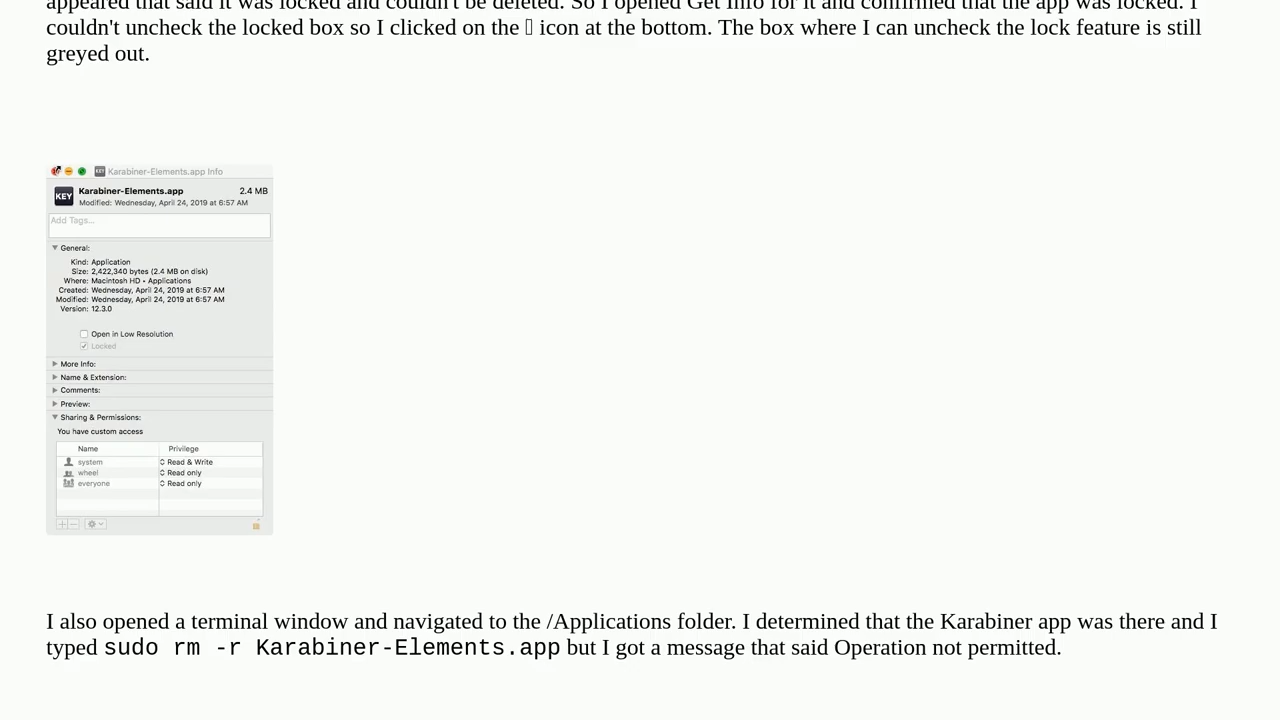 appeared that said it was locked and couldn't be deleted. So I opened Get Info for it and confirmed that the app was locked. I
couldn't uncheck the locked box so I clicked on the 🔒 icon at the bottom. The box where I can uncheck the lock feature is still
greyed out.
Karabiner-Elements.app Info
KEY
Karabiner-Elements.app 2.4 MB
Modified: Wednesday, April 24, 2019 at 6:57 AM
Add Tags...
General:
Kind: Application
Size: 2,422,340 bytes (2.4 MB on disk)
Where: Macintosh HD • Applications
Created: Wednesday, April 24, 2019 at 6:57 AM
Modified: Wednesday, April 24, 2019 at 6:57 AM
Version: 12.3.0
Open in Low Resolution
Locked
More Info:
Name & Extension:
Comments:
Preview:
Sharing & Permissions:
You have custom access
Name Privilege
system Read & Write
wheel Read only
everyone Read only
I also opened a terminal window and navigated to the /Applications folder. I determined that the Karabiner app was there and I
typed sudo rm -r Karabiner-Elements.app but I got a message that said Operation not permitted.